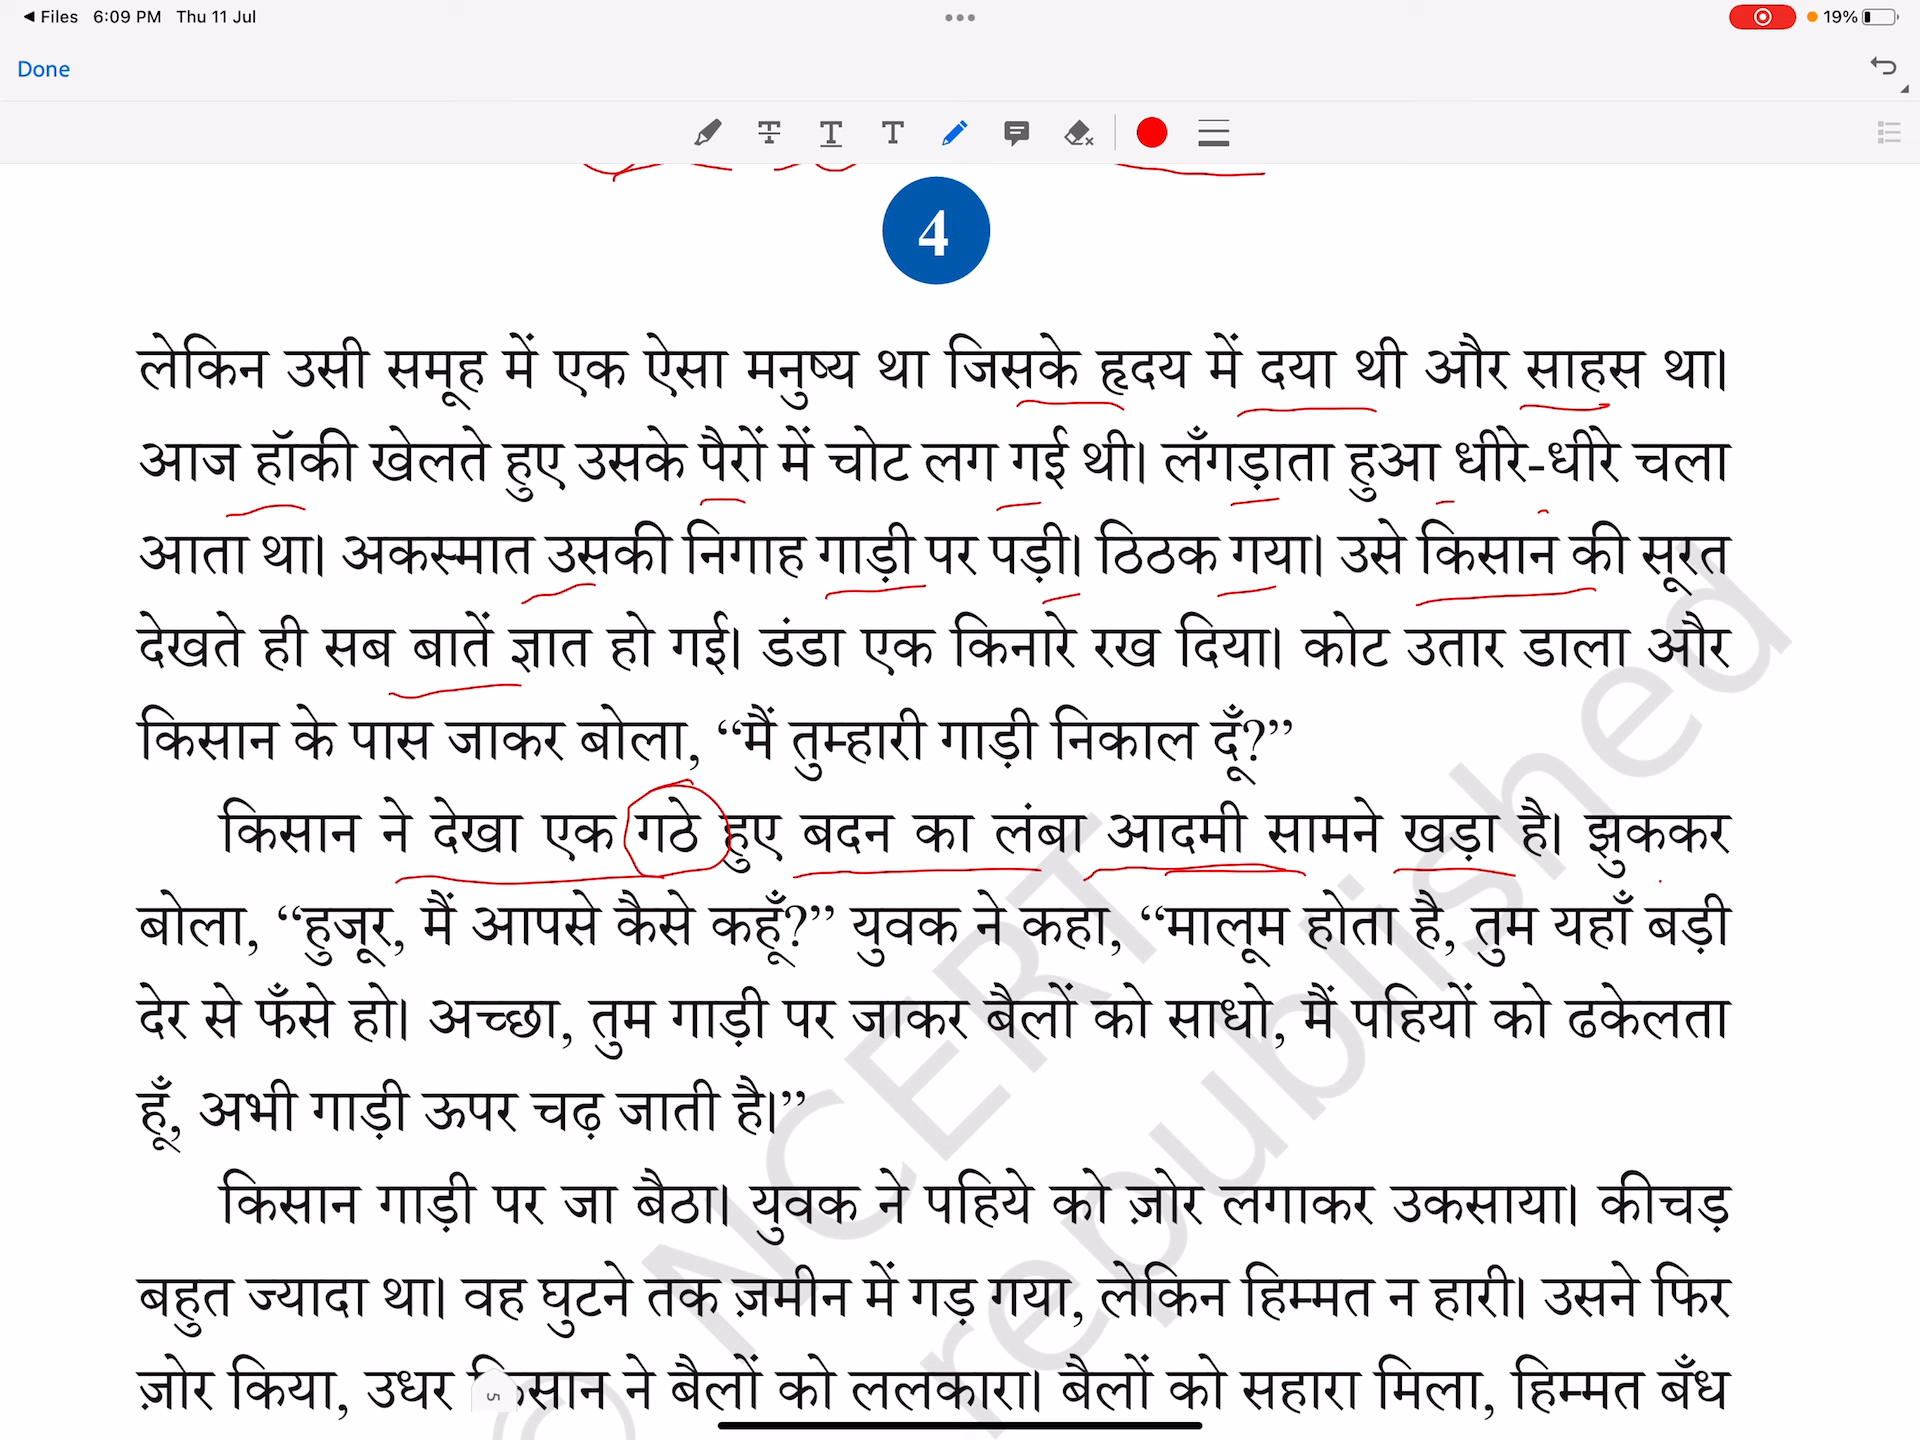 Files 6:09 PM Thu 11 Jul 19%
Done
4
लेकिन उसी समूह में एक ऐसा मनुष्य था जिसके हृदय में दया थी और साहस था।
आज हॉकी खेलते हुए उसके पैरों में चोट लग गई थी। लँगड़ाता हुआ धीरे-धीरे चला
आता था। अकस्मात उसकी निगाह गाड़ी पर पड़ी। ठिठक गया। उसे किसान की सूरत
देखते ही सब बातें ज्ञात हो गई। डंडा एक किनारे रख दिया। कोट उतार डाला और
किसान के पास जाकर बोला, “मैं तुम्हारी गाड़ी निकाल दूँ?”
किसान ने देखा एक गठे हुए बदन का लंबा आदमी सामने खड़ा है। झुककर
बोला, “हुजूर, मैं आपसे कैसे कहूँ?” युवक ने कहा, “मालूम होता है, तुम यहाँ बड़ी
देर से फँसे हो। अच्छा, तुम गाड़ी पर जाकर बैलों को साधो, मैं पहियों को ढकेलता
हूँ, अभी गाड़ी ऊपर चढ़ जाती है।”
किसान गाड़ी पर जा बैठा। युवक ने पहिये को ज़ोर लगाकर उकसाया। कीचड़
बहुत ज्यादा था। वह घुटने तक ज़मीन में गड़ गया, लेकिन हिम्मत न हारी। उसने फिर
ज़ोर किया, उधर किसान ने बैलों को ललकारा। बैलों को सहारा मिला, हिम्मत बँध
5
© NCERT
republished